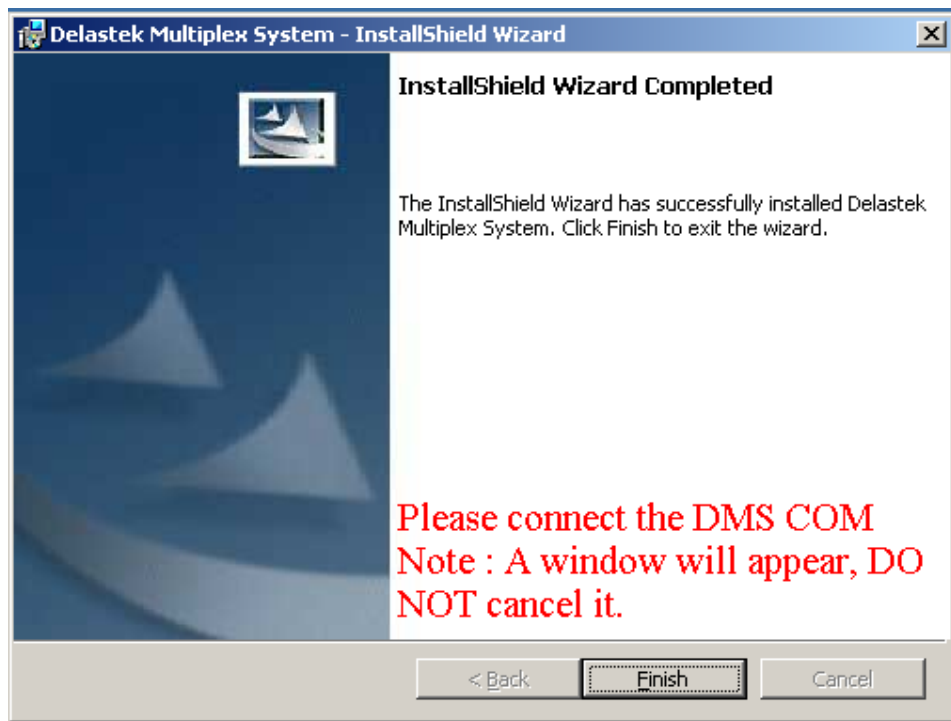 Delastek Multiplex System - InstallShield Wizard
InstallShield Wizard Completed
The InstallShield Wizard has successfully installed Delastek
Multiplex System. Click Finish to exit the wizard.
Please connect the DMS COM
Note : A window will appear, DO
NOT cancel it.
< Back
Finish
Cancel